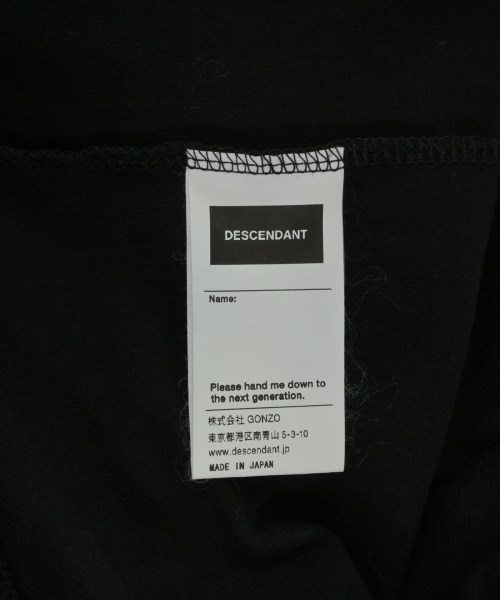 DESCENDANT
Name:
Please hand me down to
the next generation.
株式会社 GONZO
東京都港区南青山 5-3-10
www.descendant.jp
MADE IN JAPAN